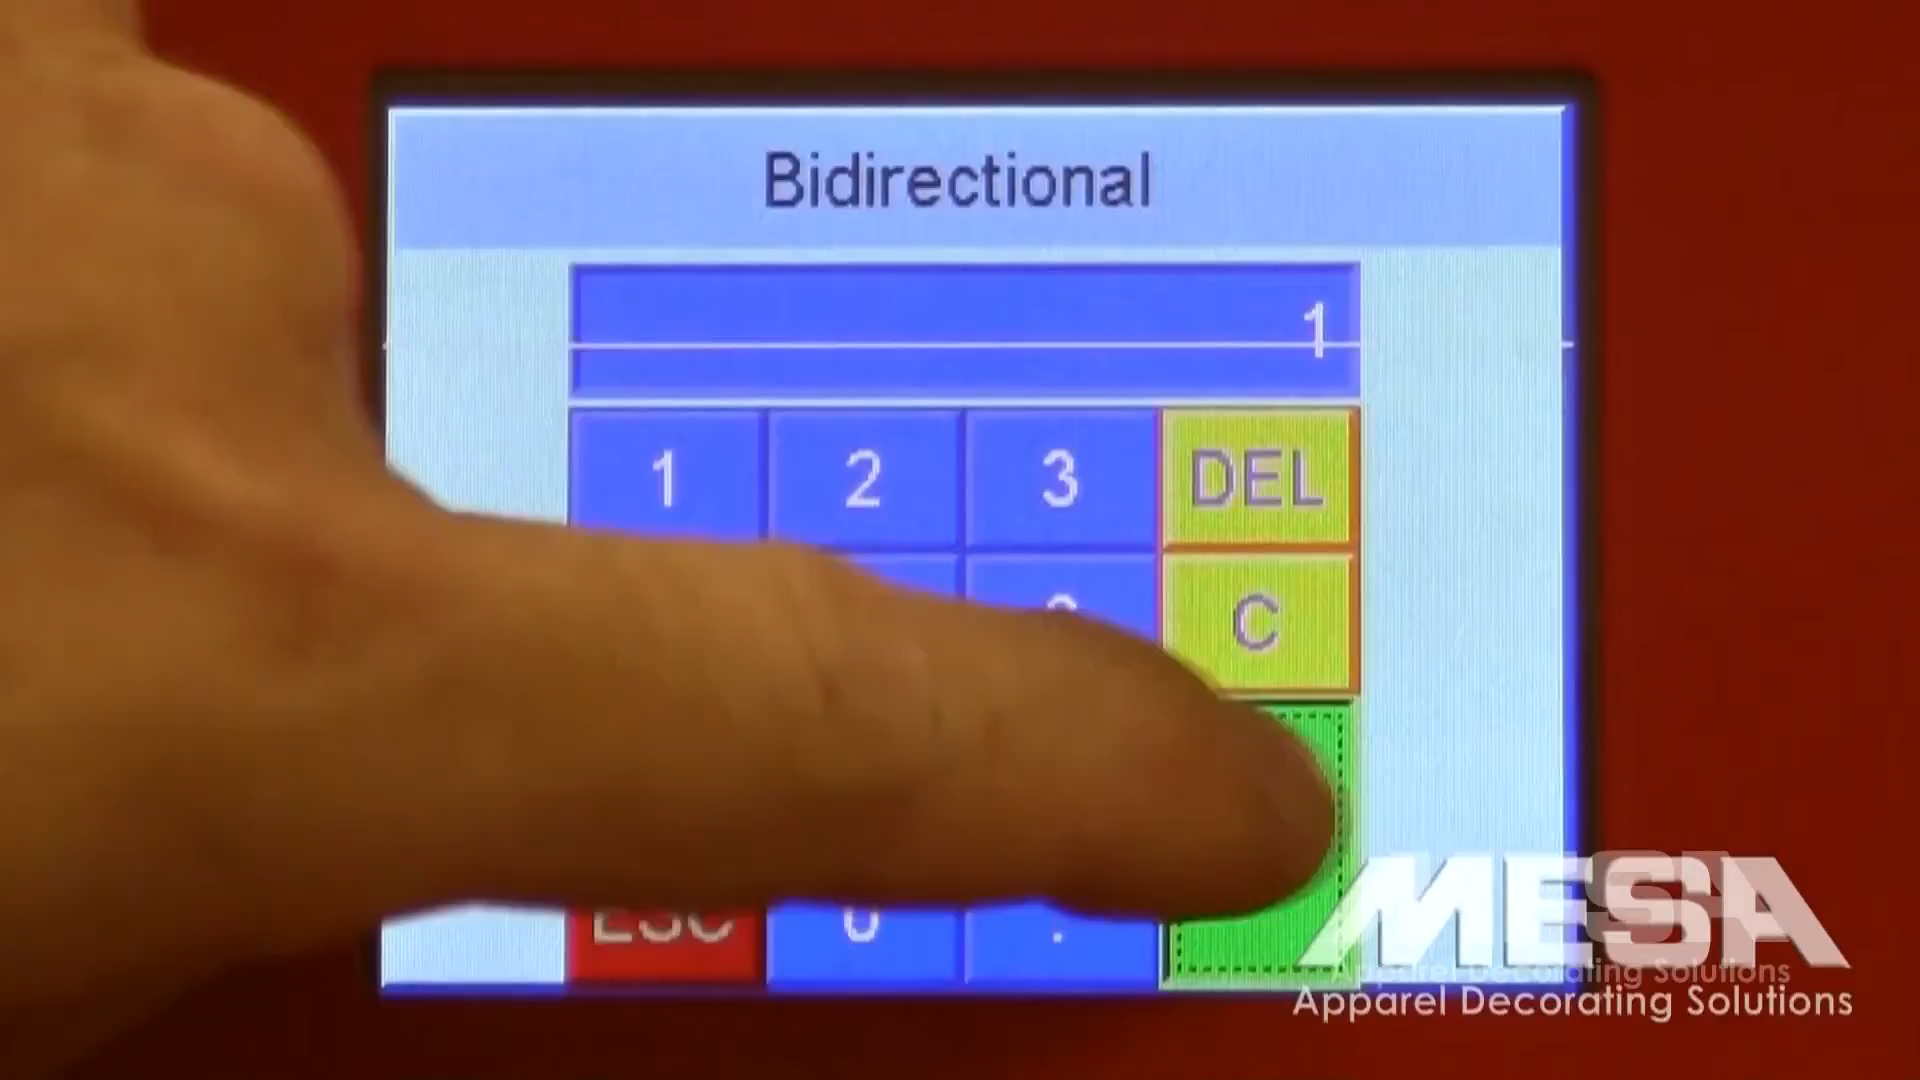 Bidirectional
1
1 2 3 DEL
C
ESC 0 .
MESA
Apparel Decorating Solutions
Apparel Decorating Solutions